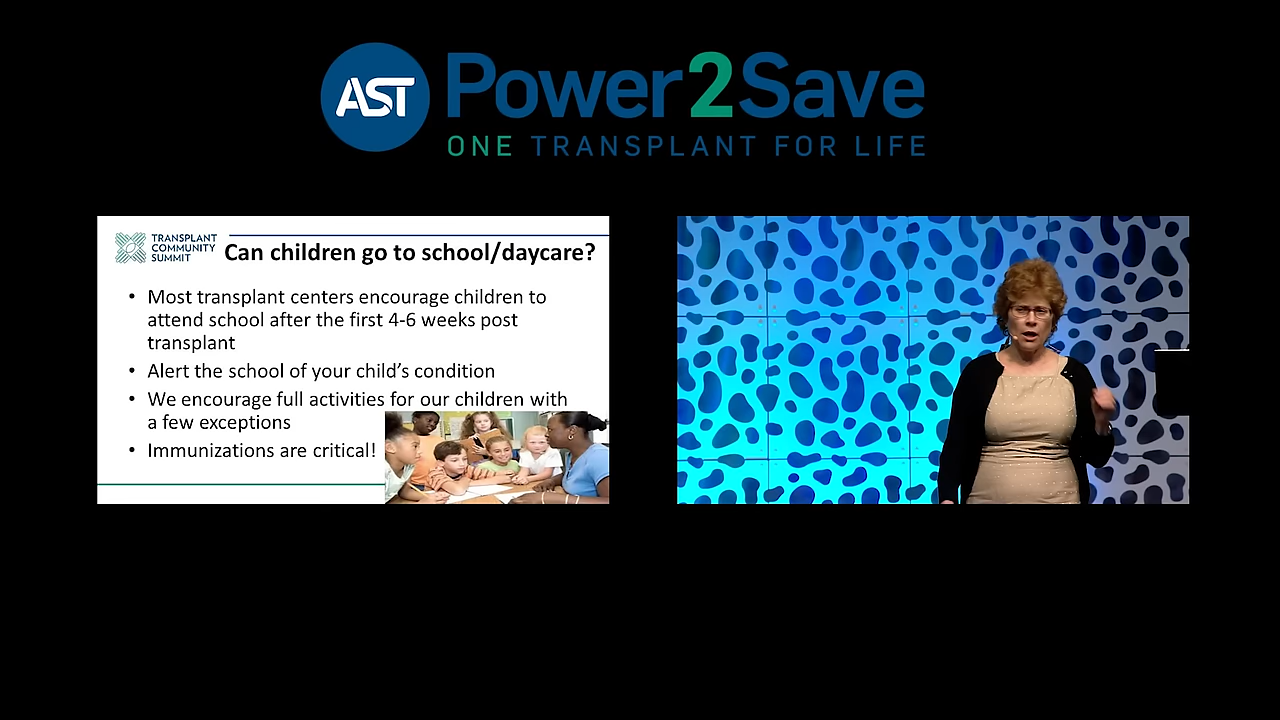 AST Power2Save
ONE TRANSPLANT FOR LIFE
TRANSPLANT
COMMUNITY
SUMMIT
Can children go to school/daycare?
• Most transplant centers encourage children to
attend school after the first 4-6 weeks post
transplant
• Alert the school of your child's condition
• We encourage full activities for our children with
a few exceptions
• Immunizations are critical!